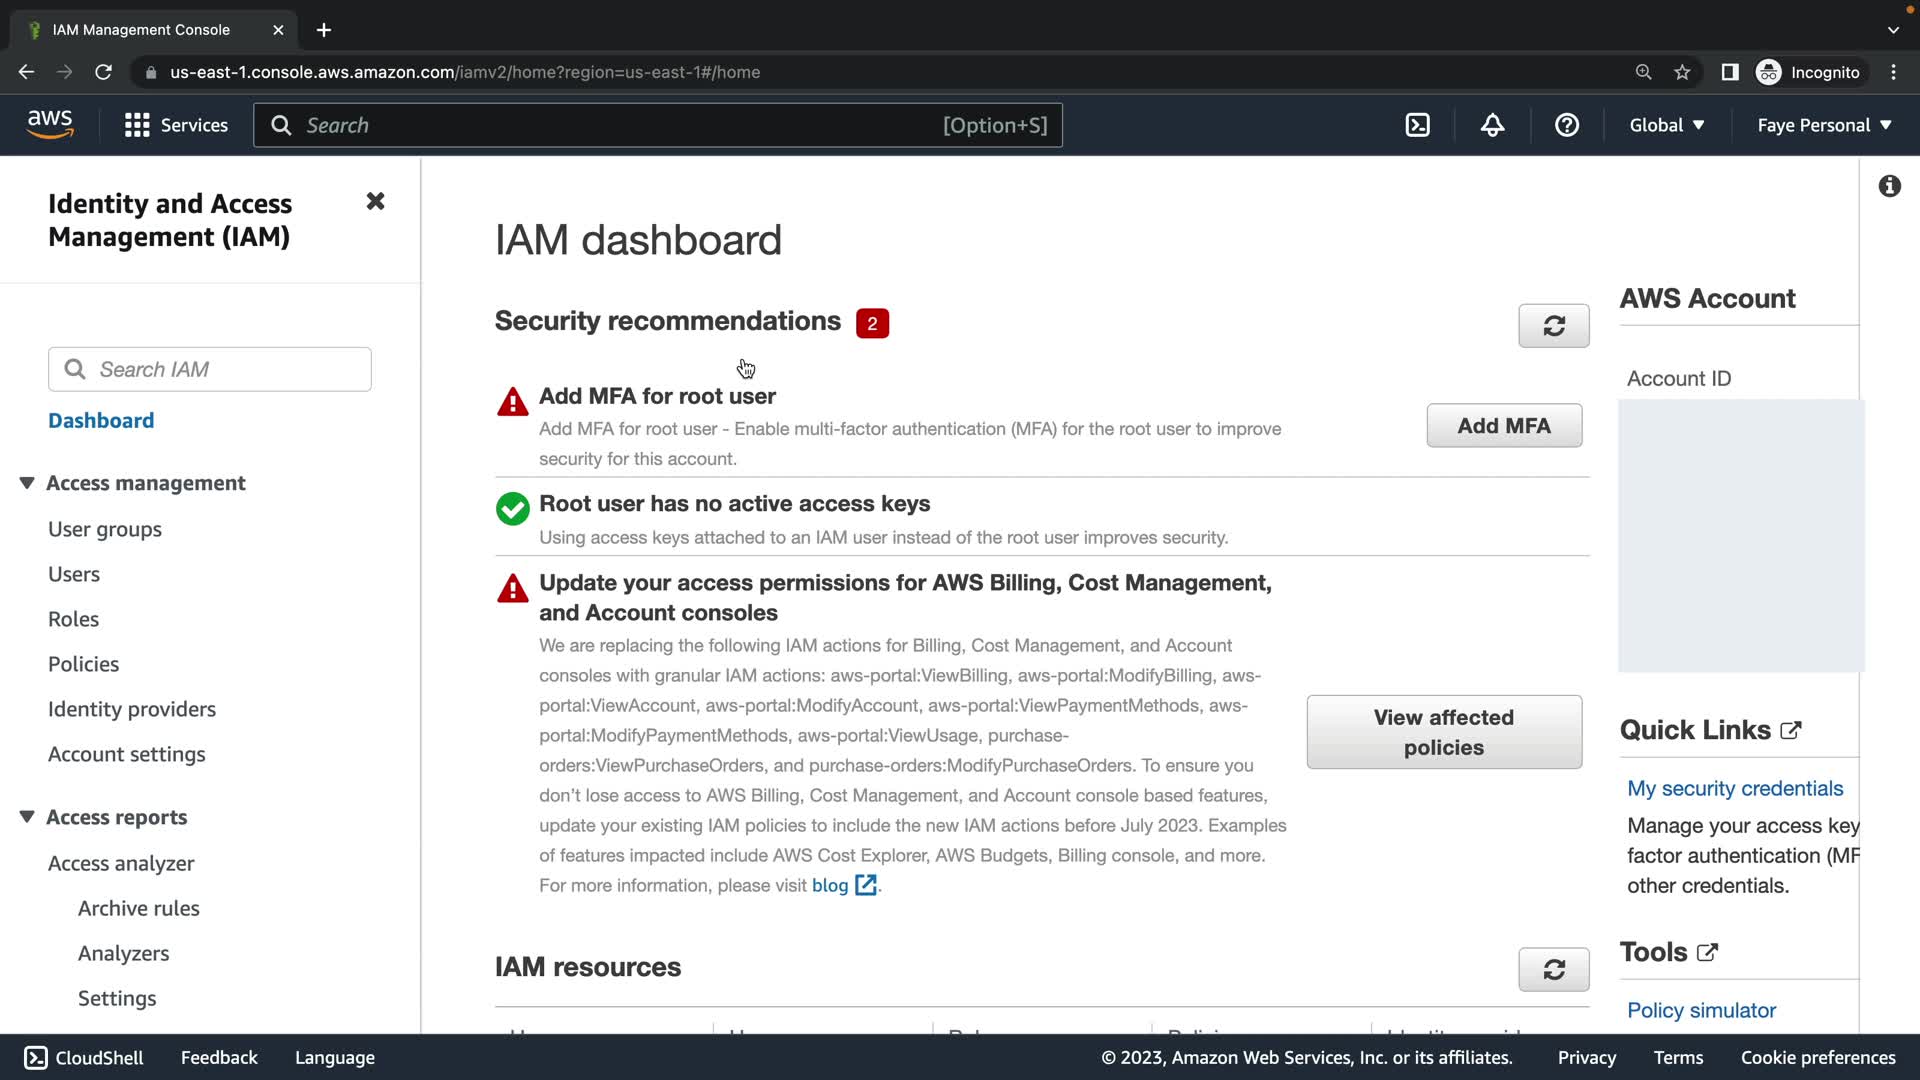 IAM Management Console
us-east-1.console.aws.amazon.com/iamv2/home?region=us-east-1#/home
Incognito
aws
Services
Search
[Option+S]
Global
Faye Personal
Identity and Access
Management (IAM)
Search IAM
Dashboard
Access management
User groups
Users
Roles
Policies
Identity providers
Account settings
Access reports
Access analyzer
Archive rules
Analyzers
Settings
IAM dashboard
Security recommendations 2
Add MFA for root user
Add MFA for root user - Enable multi-factor authentication (MFA) for the root user to improve
security for this account.
Add MFA
Root user has no active access keys
Using access keys attached to an IAM user instead of the root user improves security.
Update your access permissions for AWS Billing, Cost Management,
and Account consoles
We are replacing the following IAM actions for Billing, Cost Management, and Account
consoles with granular IAM actions: aws-portal:ViewBilling, aws-portal:ModifyBilling, aws-
portal:ViewAccount, aws-portal:ModifyAccount, aws-portal:ViewPaymentMethods, aws-
portal:ModifyPaymentMethods, aws-portal:ViewUsage, purchase-
orders:ViewPurchaseOrders, and purchase-orders:ModifyPurchaseOrders. To ensure you
don't lose access to AWS Billing, Cost Management, and Account console based features,
update your existing IAM policies to include the new IAM actions before July 2023. Examples
of features impacted include AWS Cost Explorer, AWS Budgets, Billing console, and more.
For more information, please visit blog.
View affected
policies
IAM resources
AWS Account
Account ID
Quick Links
My security credentials
Manage your access key
factor authentication (MF
other credentials.
Tools
Policy simulator
CloudShell
Feedback
Language
© 2023, Amazon Web Services, Inc. or its affiliates.
Privacy
Terms
Cookie preferences